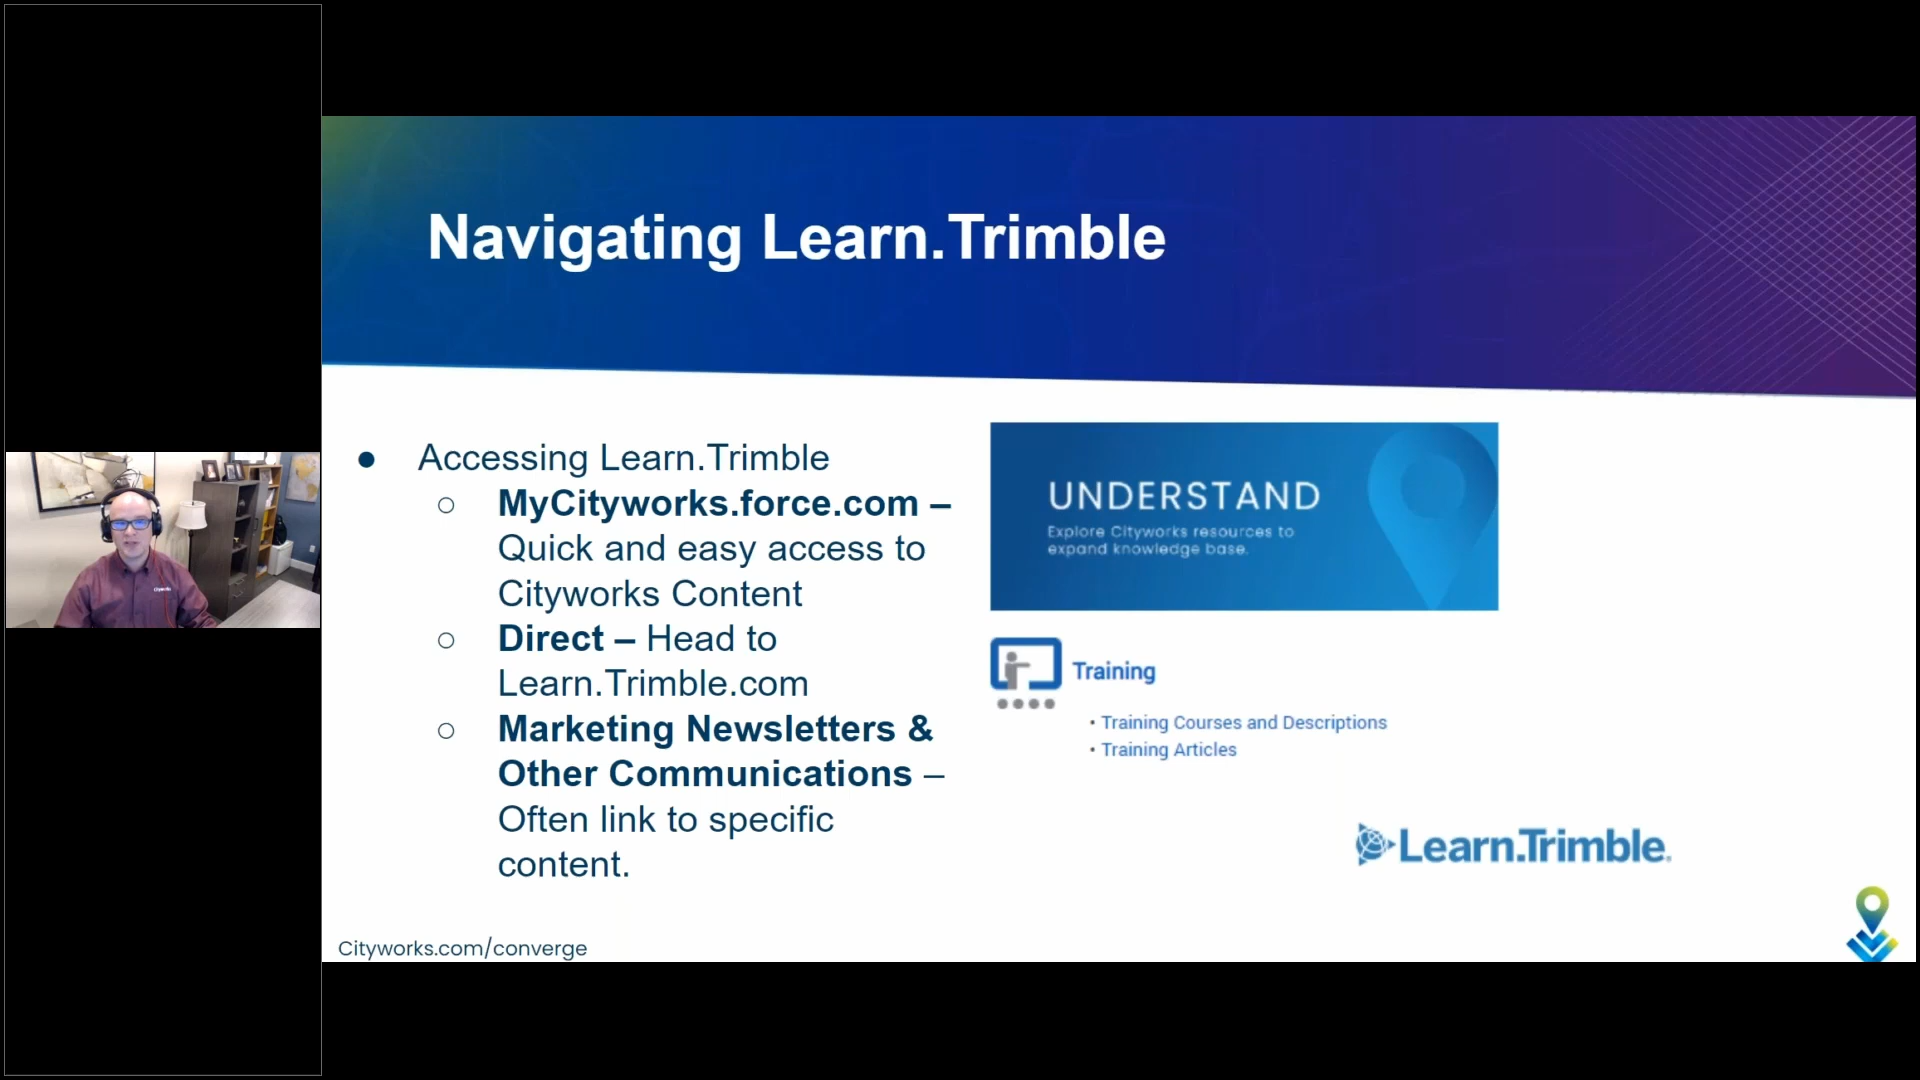 Navigating Learn.Trimble
● Accessing Learn.Trimble
○ MyCityworks.force.com –
Quick and easy access to
Cityworks Content
○ Direct – Head to
Learn.Trimble.com
○ Marketing Newsletters &
Other Communications –
Often link to specific
content.
UNDERSTAND
Explore Cityworks resources to
expand knowledge base.
Training
• Training Courses and Descriptions
• Training Articles
Learn.Trimble.
Cityworks.com/converge